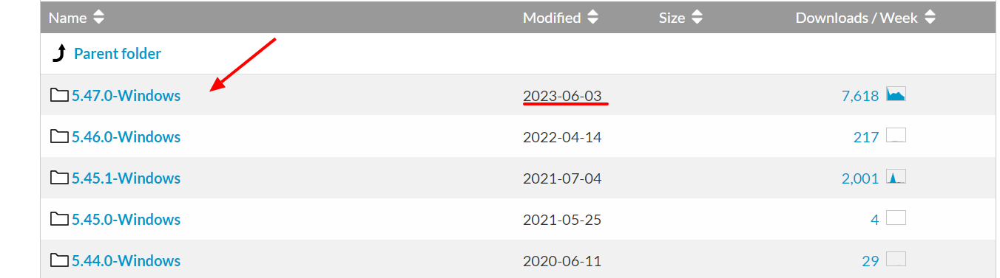 Name Modified Size Downloads / Week
Parent folder
5.47.0-Windows 2023-06-03 7,618
5.46.0-Windows 2022-04-14 217
5.45.1-Windows 2021-07-04 2,001
5.45.0-Windows 2021-05-25 4
5.44.0-Windows 2020-06-11 29